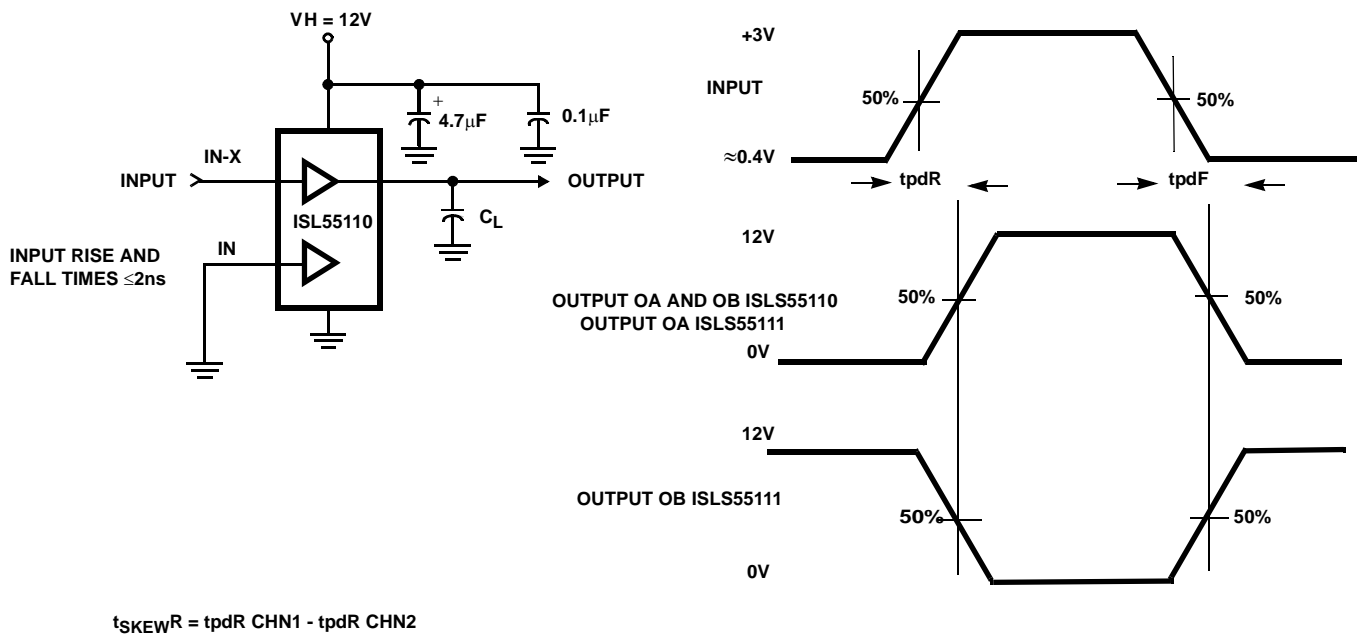 VH = 12V
+
4.7µF
0.1µF
IN-X
INPUT
OUTPUT
ISL55110
CL
IN
INPUT RISE AND
FALL TIMES ≤2ns
+3V
INPUT
50%
50%
≈0.4V
tpdR
tpdF
12V
50%
50%
OUTPUT OA AND OB ISLS55110
OUTPUT OA ISLS55111
0V
12V
OUTPUT OB ISLS55111
50%
50%
0V
tSKEWR = tpdR CHN1 - tpdR CHN2